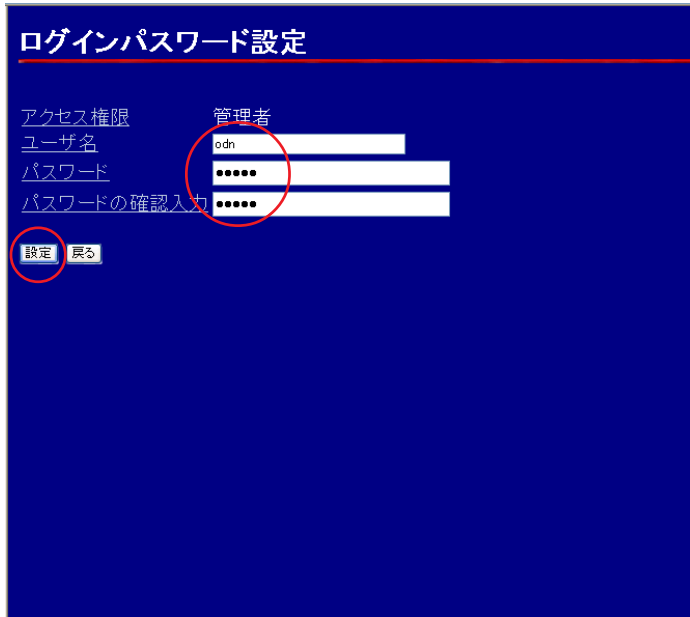 ログインパスワード設定
アクセス権限 管理者
ユーザ名 odn
パスワード •••••
パスワードの確認入力 •••••
設定 戻る